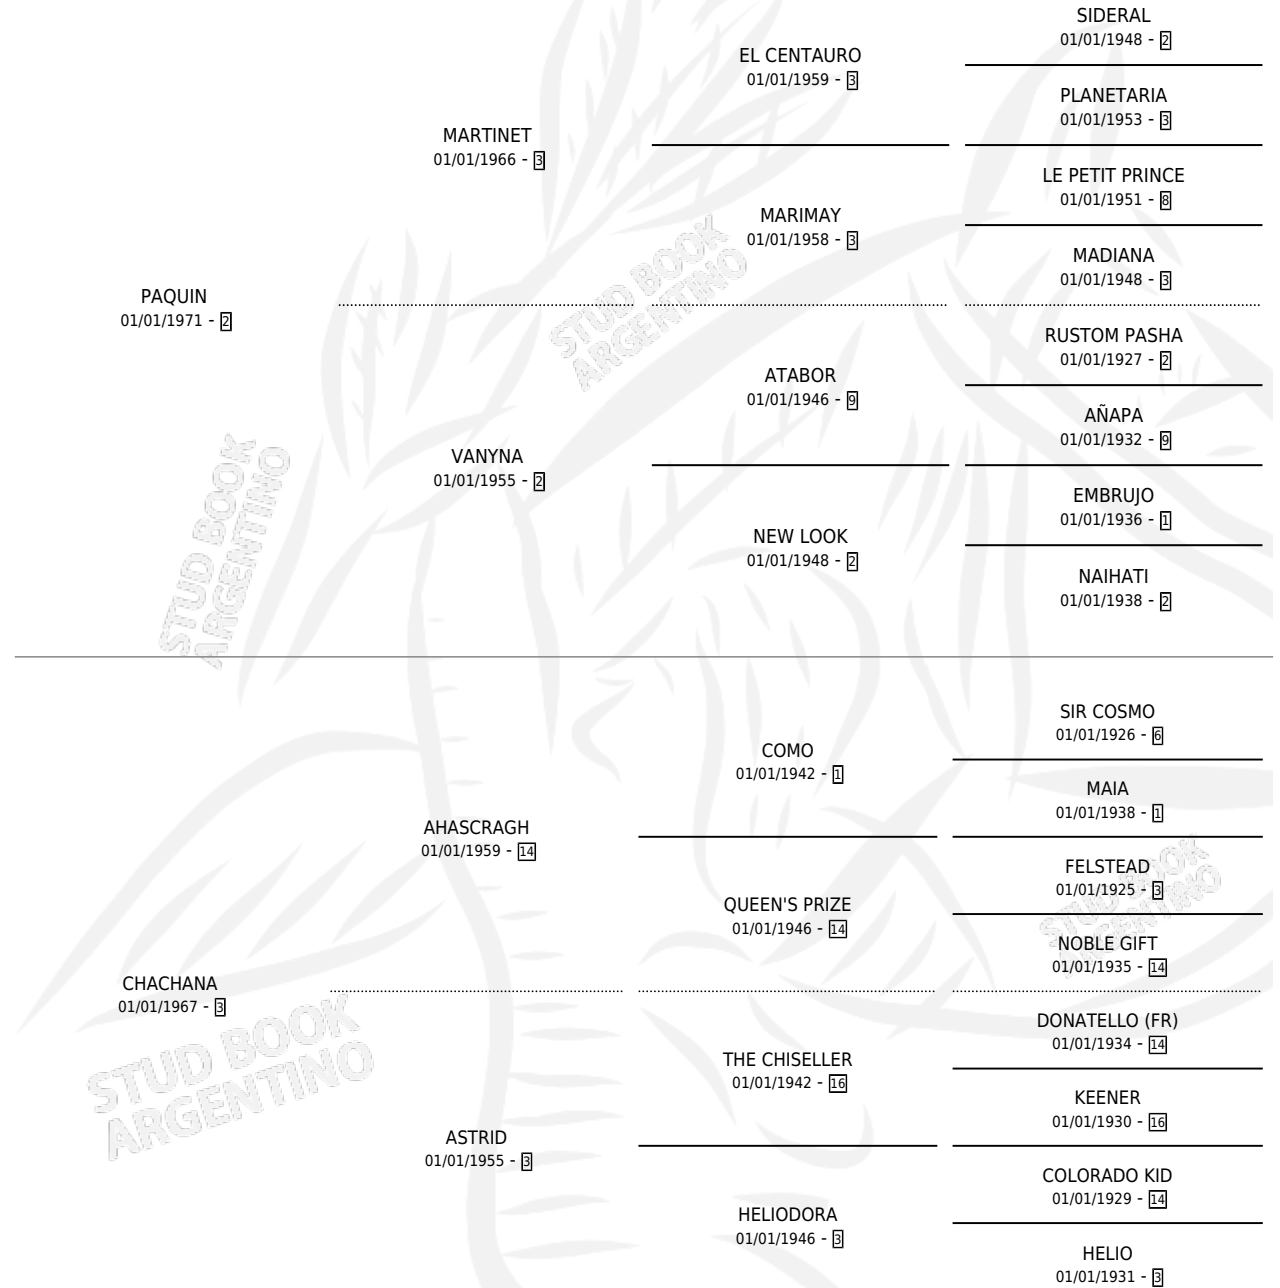 SIDERAL
01/01/1948 - 2
EL CENTAURO
01/01/1959 - 3
PLANETARIA
01/01/1953 - 3
MARTINET
01/01/1966 - 3
LE PETIT PRINCE
01/01/1951 - 8
MARIMAY
01/01/1958 - 3
MADIANA
01/01/1948 - 3
PAQUIN
01/01/1971 - 2
RUSTOM PASHA
01/01/1927 - 2
ATABOR
01/01/1946 - 9
AÑAPA
01/01/1932 - 9
VANYNA
01/01/1955 - 2
EMBRUJO
01/01/1936 - 1
NEW LOOK
01/01/1948 - 2
NAIHATI
01/01/1938 - 2
STUD BOOK
ARGENTINO
STUD BOOK
ARGENTINO
SIR COSMO
01/01/1926 - 6
COMO
01/01/1942 - 1
MAIA
01/01/1938 - 1
AHASCRAGH
01/01/1959 - 14
FELSTEAD
01/01/1925 - 3
QUEEN'S PRIZE
01/01/1946 - 14
NOBLE GIFT
01/01/1935 - 14
STUD BOOK
ARGENTINO
CHACHANA
01/01/1967 - 3
DONATELLO (FR)
01/01/1934 - 14
THE CHISELLER
01/01/1942 - 16
KEENER
01/01/1930 - 16
ASTRID
01/01/1955 - 3
COLORADO KID
01/01/1929 - 14
HELIODORA
01/01/1946 - 3
HELIO
01/01/1931 - 3
STUD BOOK
ARGENTINO